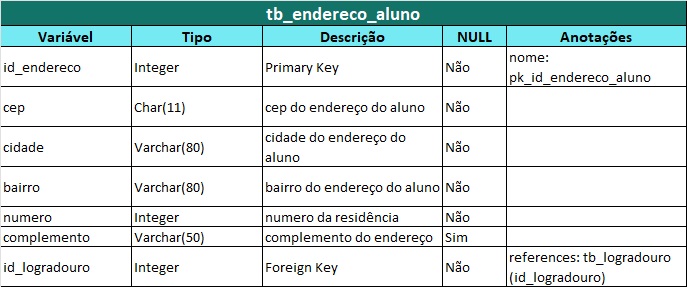 tb_endereco_aluno
Variável Tipo Descrição NULL Anotações
id_endereco Integer Primary Key Não nome:
pk_id_endereco_aluno
cep Char(11) cep do endereço do aluno Não
cidade Varchar(80) cidade do endereço do
aluno Não
bairro Varchar(80) bairro do endereço do aluno Não
numero Integer numero da residência Não
complemento Varchar(50) complemento do endereço Sim
id_logradouro Integer Foreign Key Não references: tb_logradouro
(id_logradouro)